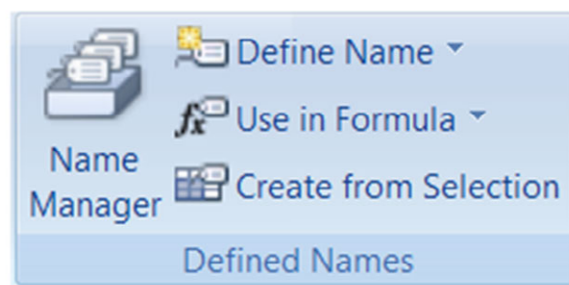 Name
Manager
Define Name
Use in Formula
Create from Selection
Defined Names